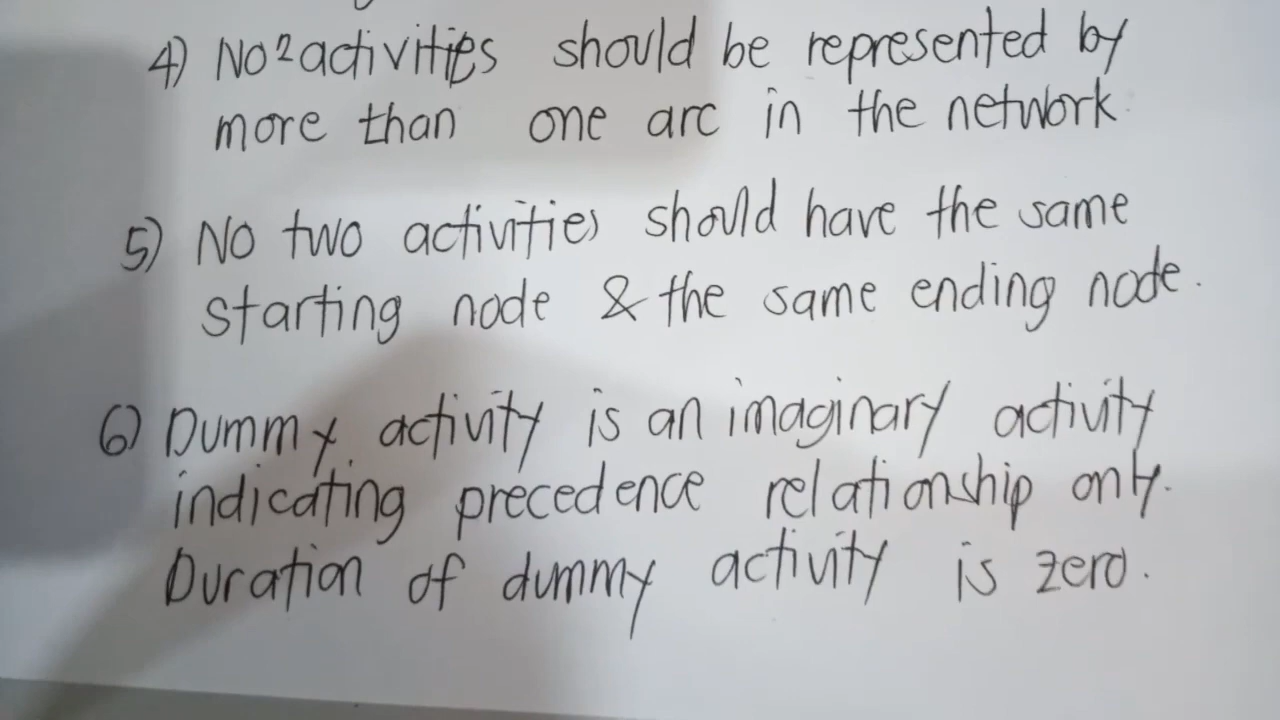 4) No 2 activities should be represented by
more than one arc in the network.
5) No two activities should have the same
starting node & the same ending node.
6) Dummy activity is an imaginary activity
indicating precedence relationship only.
Duration of dummy activity is zero.